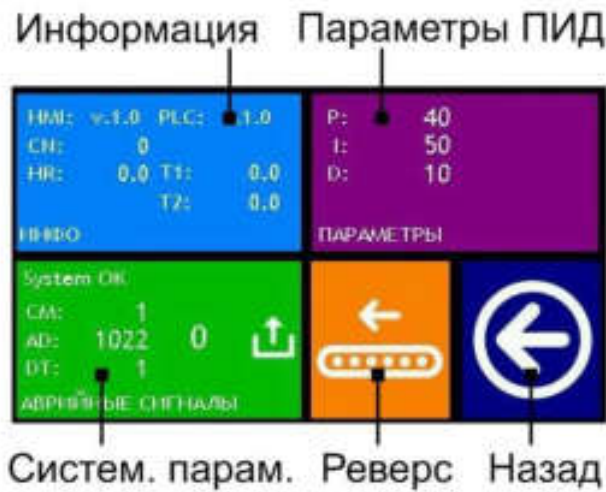 Информация Параметры ПИД
HMI: v.1.0 PLC: .1.0
CN: 0
HR: 0.0 T1: 0.0
T2: 0.0
ИНФО
P: 40
I: 50
D: 10
ПАРАМЕТРЫ
System OK
CM: 1
AD: 1022 0
DT: 1
АВРИЙНЫЕ СИГНАЛЫ
Систем. парам. Реверс Назад